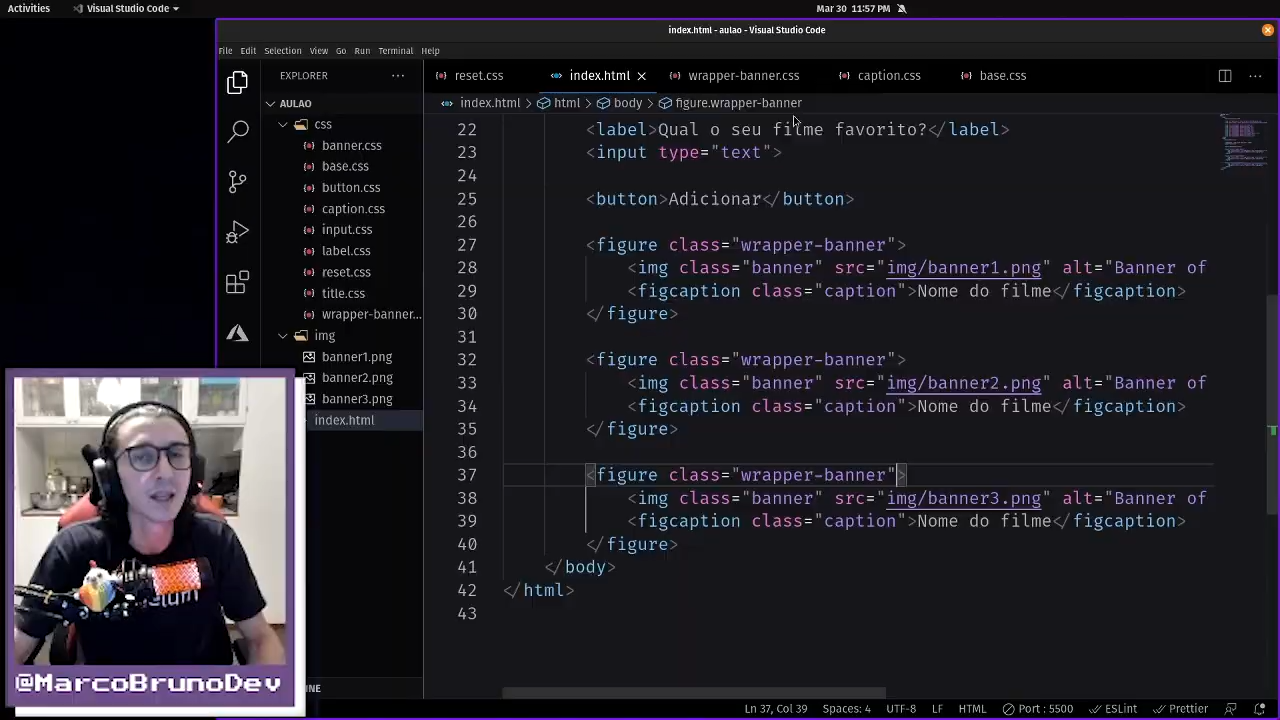 Activities
Visual Studio Code
Mar 30 11:57 PM
index.html - aulao - Visual Studio Code
File Edit Selection View Go Run Terminal Help
EXPLORER
reset.css
index.html
wrapper-banner.css
caption.css
base.css
AULAO
css
banner.css
base.css
button.css
caption.css
input.css
label.css
reset.css
title.css
wrapper-banner...
img
banner1.png
banner2.png
banner3.png
index.html
index.html > html > body > figure.wrapper-banner
22 <label>Qual o seu filme favorito?</label>
23 <input type="text">
24
25 <button>Adicionar</button>
26
27 <figure class="wrapper-banner">
28 <img class="banner" src="img/banner1.png" alt="Banner of
29 <figcaption class="caption">Nome do filme</figcaption>
30 </figure>
31
32 <figure class="wrapper-banner">
33 <img class="banner" src="img/banner2.png" alt="Banner of
34 <figcaption class="caption">Nome do filme</figcaption>
35 </figure>
36
37 <figure class="wrapper-banner">
38 <img class="banner" src="img/banner3.png" alt="Banner of
39 <figcaption class="caption">Nome do filme</figcaption>
40 </figure>
41 </body>
42 </html>
43
@MarcoBrunoDev
Ln 37, Col 39 Spaces: 4 UTF-8 LF HTML Port : 5500 ESLint Prettier